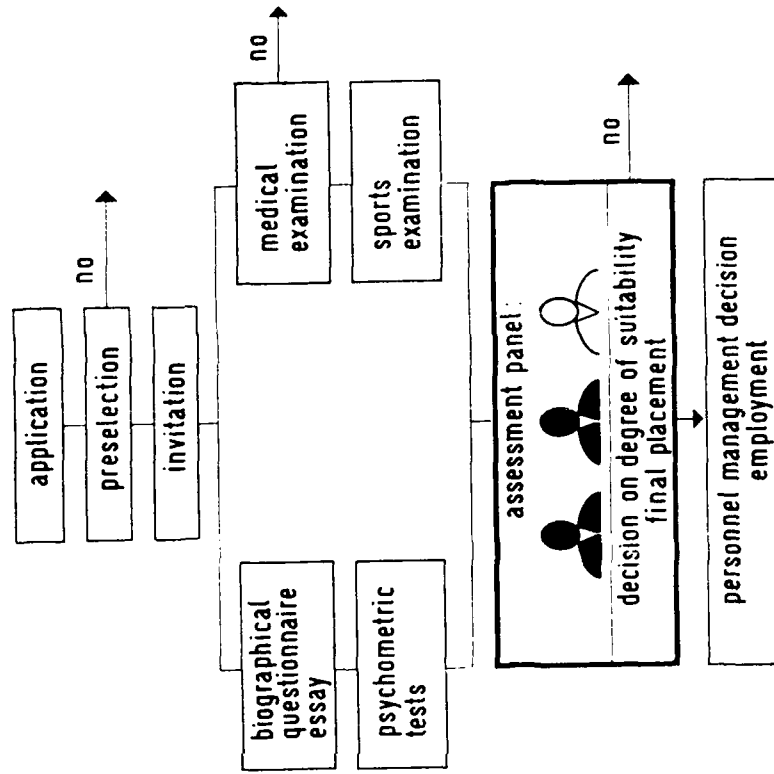 application
preselection
no
invitation
biographical
questionnaire
essay
medical
examination
no
psychometric
tests
sports
examination
assessment panel:
decision on degree of suitability
final placement
no
personnel management decision
employment